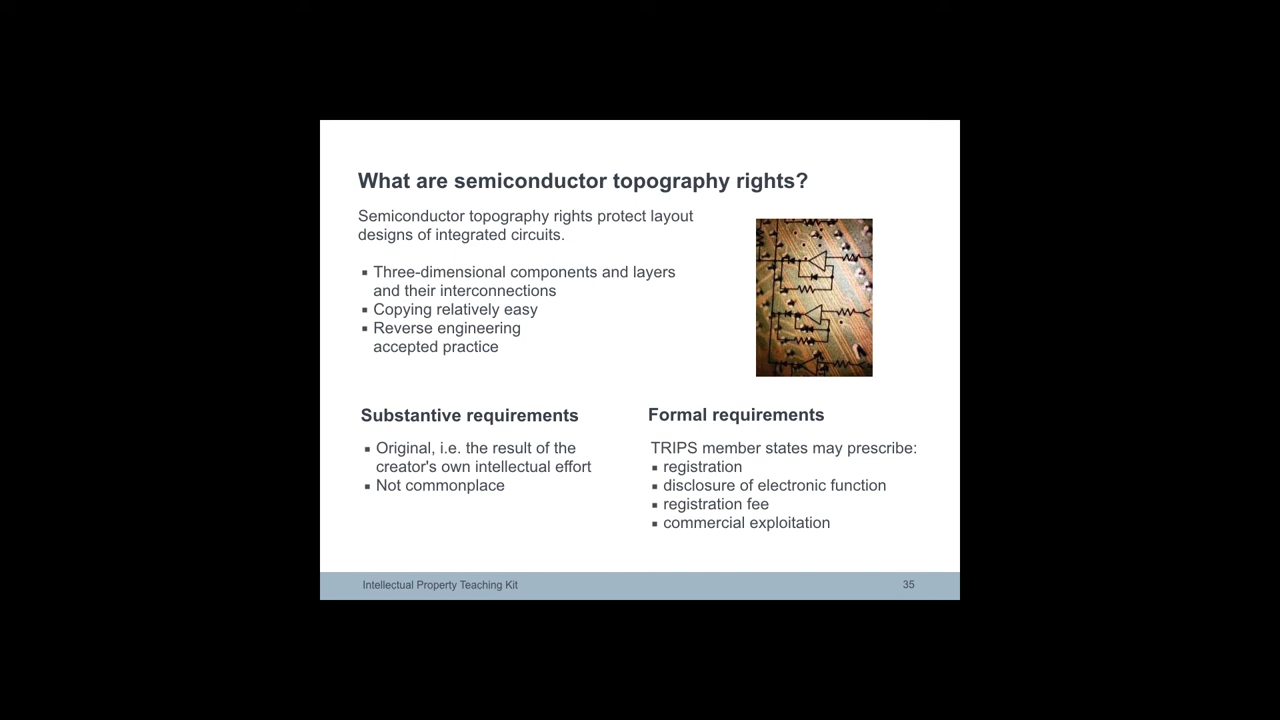 What are semiconductor topography rights?
Semiconductor topography rights protect layout
designs of integrated circuits.
▪ Three-dimensional components and layers
and their interconnections
▪ Copying relatively easy
▪ Reverse engineering
accepted practice
Substantive requirements
▪ Original, i.e. the result of the
creator's own intellectual effort
▪ Not commonplace
Formal requirements
TRIPS member states may prescribe:
▪ registration
▪ disclosure of electronic function
▪ registration fee
▪ commercial exploitation
Intellectual Property Teaching Kit
35